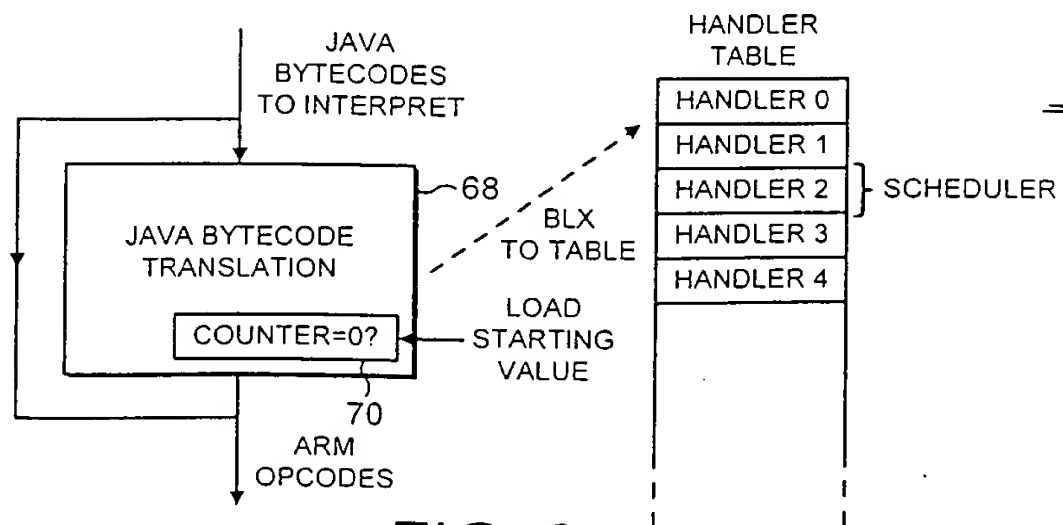 JAVA
BYTECODES
TO INTERPRET
68
JAVA BYTECODE
TRANSLATION
COUNTER=0?
70
LOAD
STARTING
VALUE
ARM
OPCODES
BLX
TO TABLE
HANDLER
TABLE
HANDLER 0
HANDLER 1
HANDLER 2
SCHEDULER
HANDLER 3
HANDLER 4